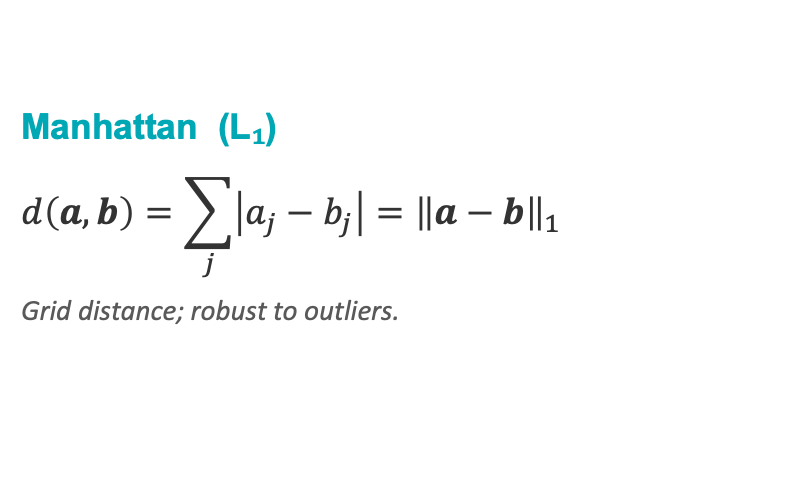 Manhattan (L₁)
d(a, b) = ∑ⱼ |aⱼ − bⱼ| = ‖a − b‖₁
Grid distance; robust to outliers.